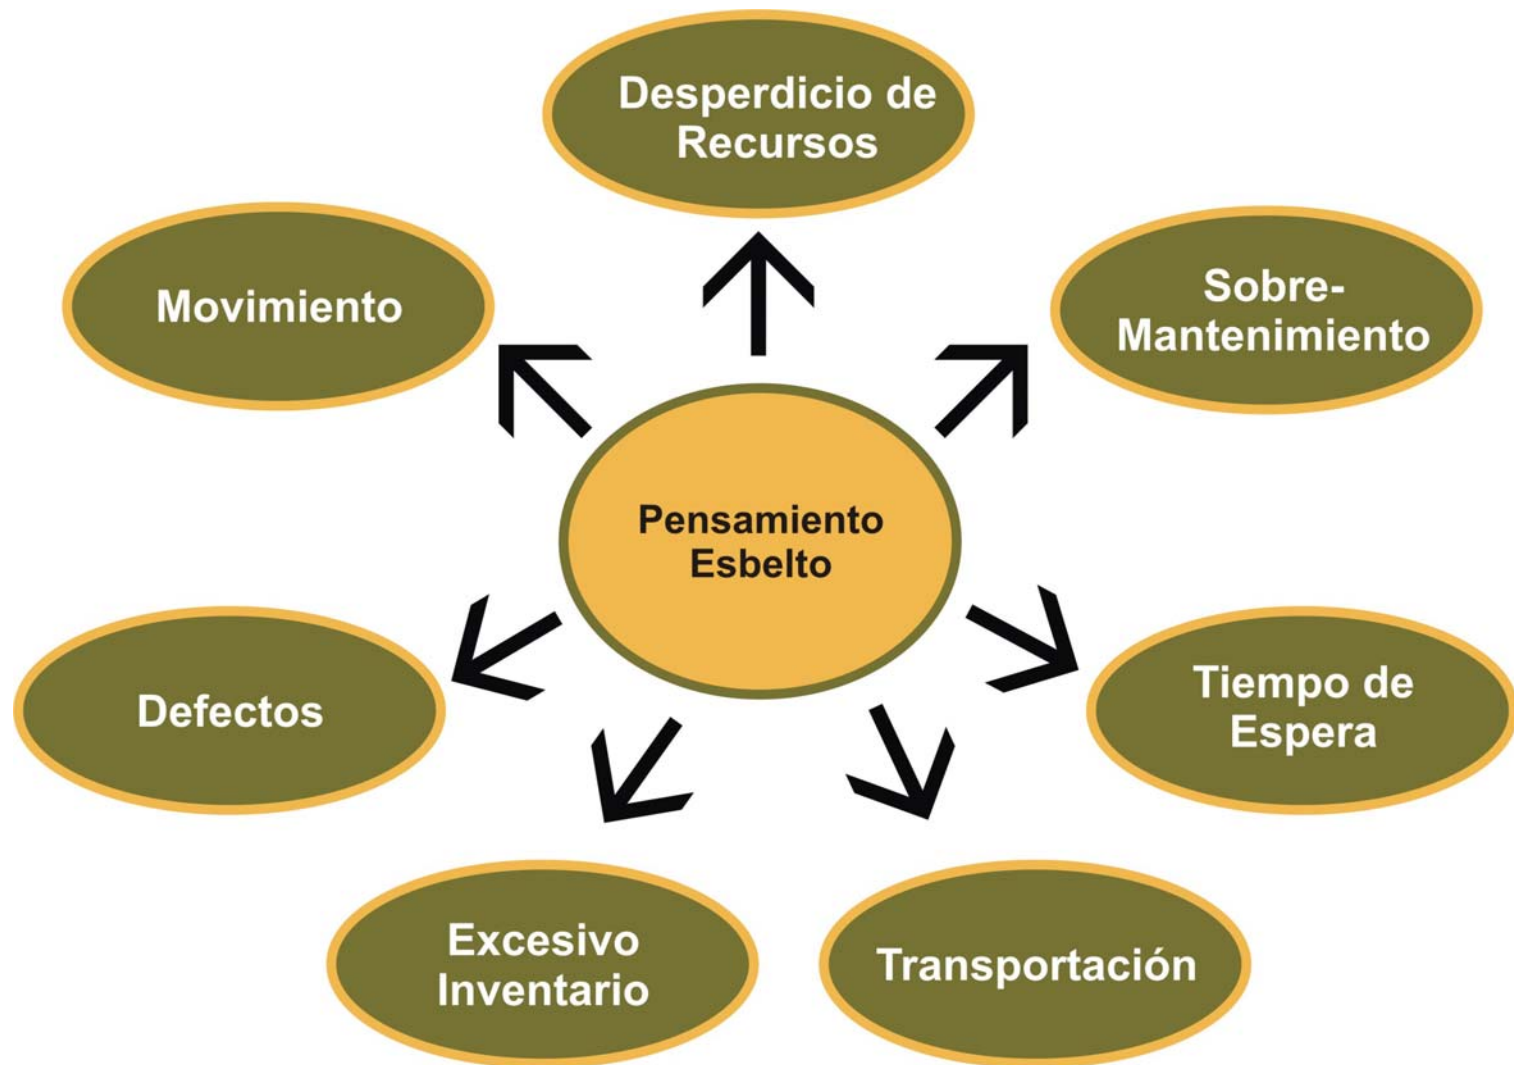 Desperdicio de
Recursos
Movimiento
Sobre-
Mantenimiento
Pensamiento
Esbelto
Defectos
Tiempo de
Espera
Excesivo
Inventario
Transportación